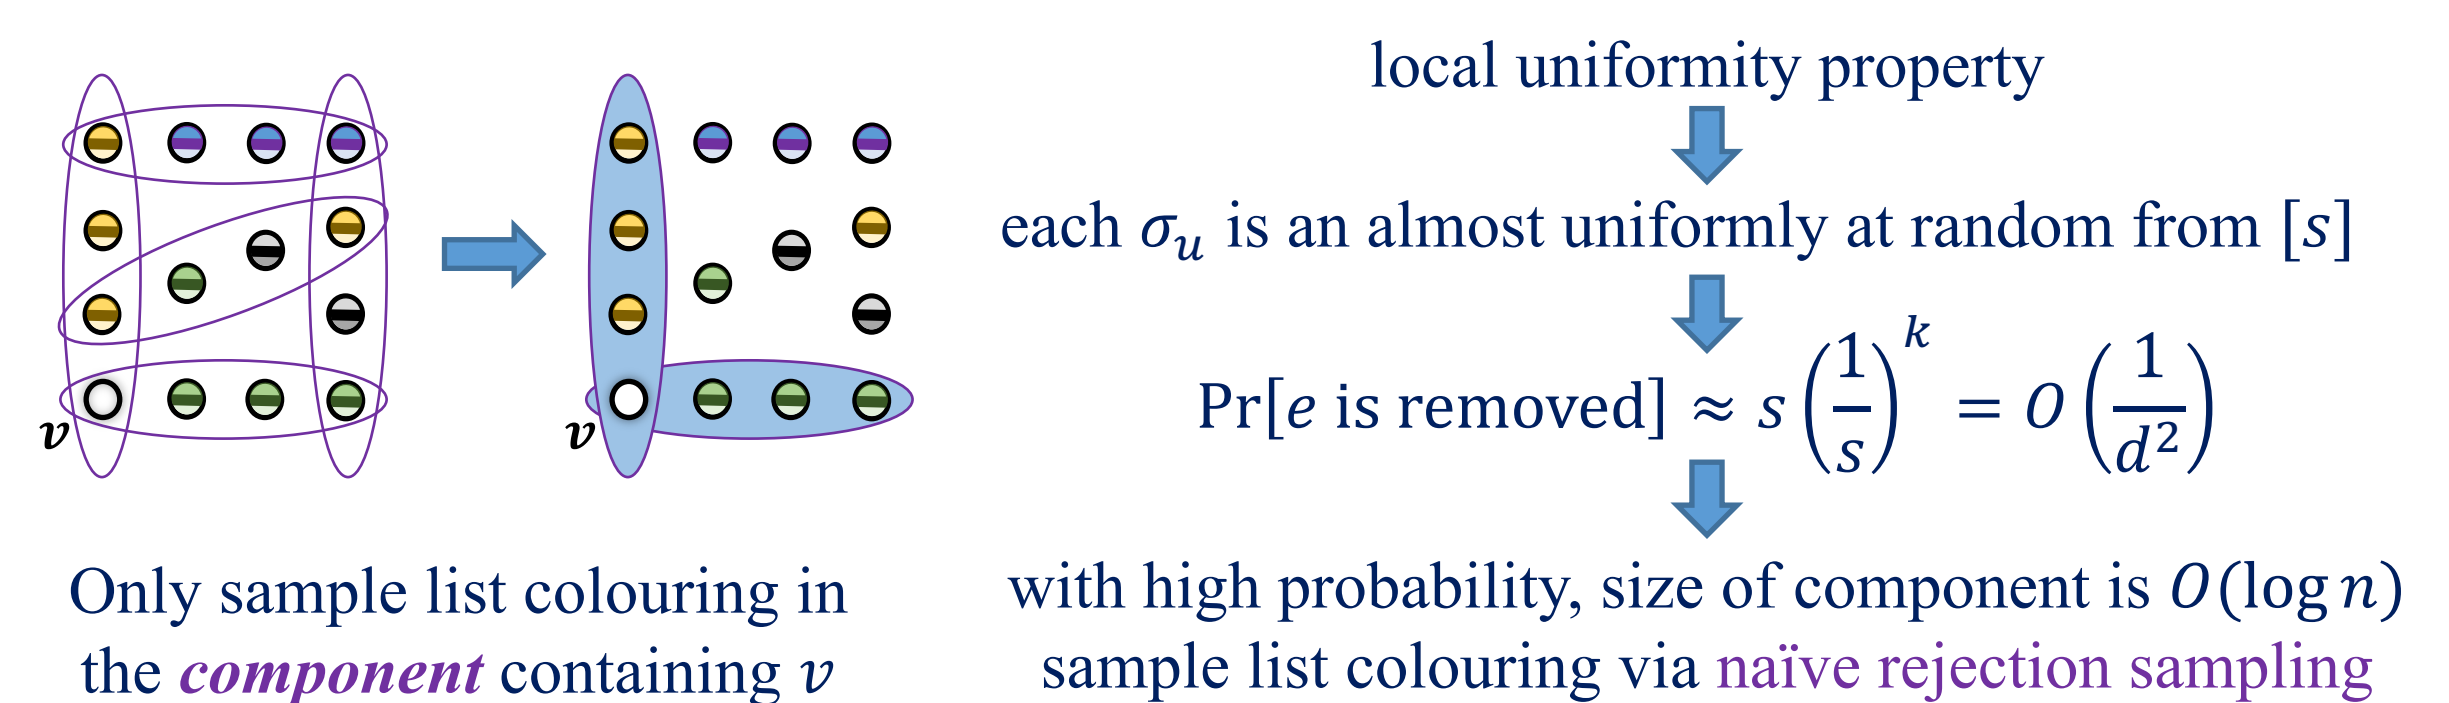 v
v
Only sample list colouring in
the component containing v
local uniformity property
each σ_u is an almost uniformly at random from [s]
Pr[e is removed] ≈ s(1/s)^k = O(1/d²)
with high probability, size of component is O(log n)
sample list colouring via naïve rejection sampling